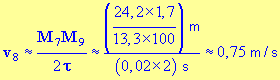 v₈ ≈ M₇M₉ / 2τ ≈ (24,2×1,7 / 13,3×100) m / (0,02×2) s ≈ 0,75 m / s